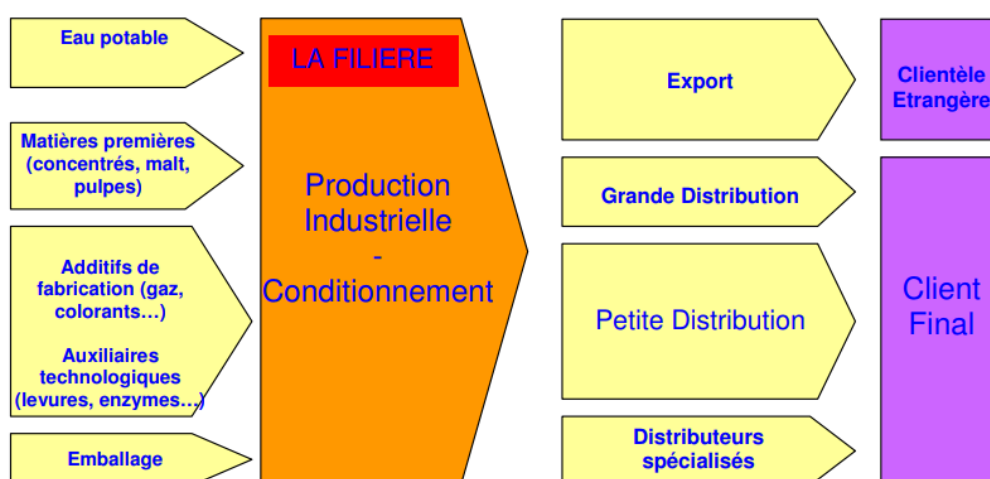 Eau potable
Matières premières
(concentrés, malt,
pulpes)
Additifs de
fabrication (gaz,
colorants…)
Auxiliaires
technologiques
(levures, enzymes…)
Emballage
LA FILIERE
Production
Industrielle
-
Conditionnement
Export
Grande Distribution
Petite Distribution
Distributeurs
spécialisés
Clientèle
Etrangère
Client
Final